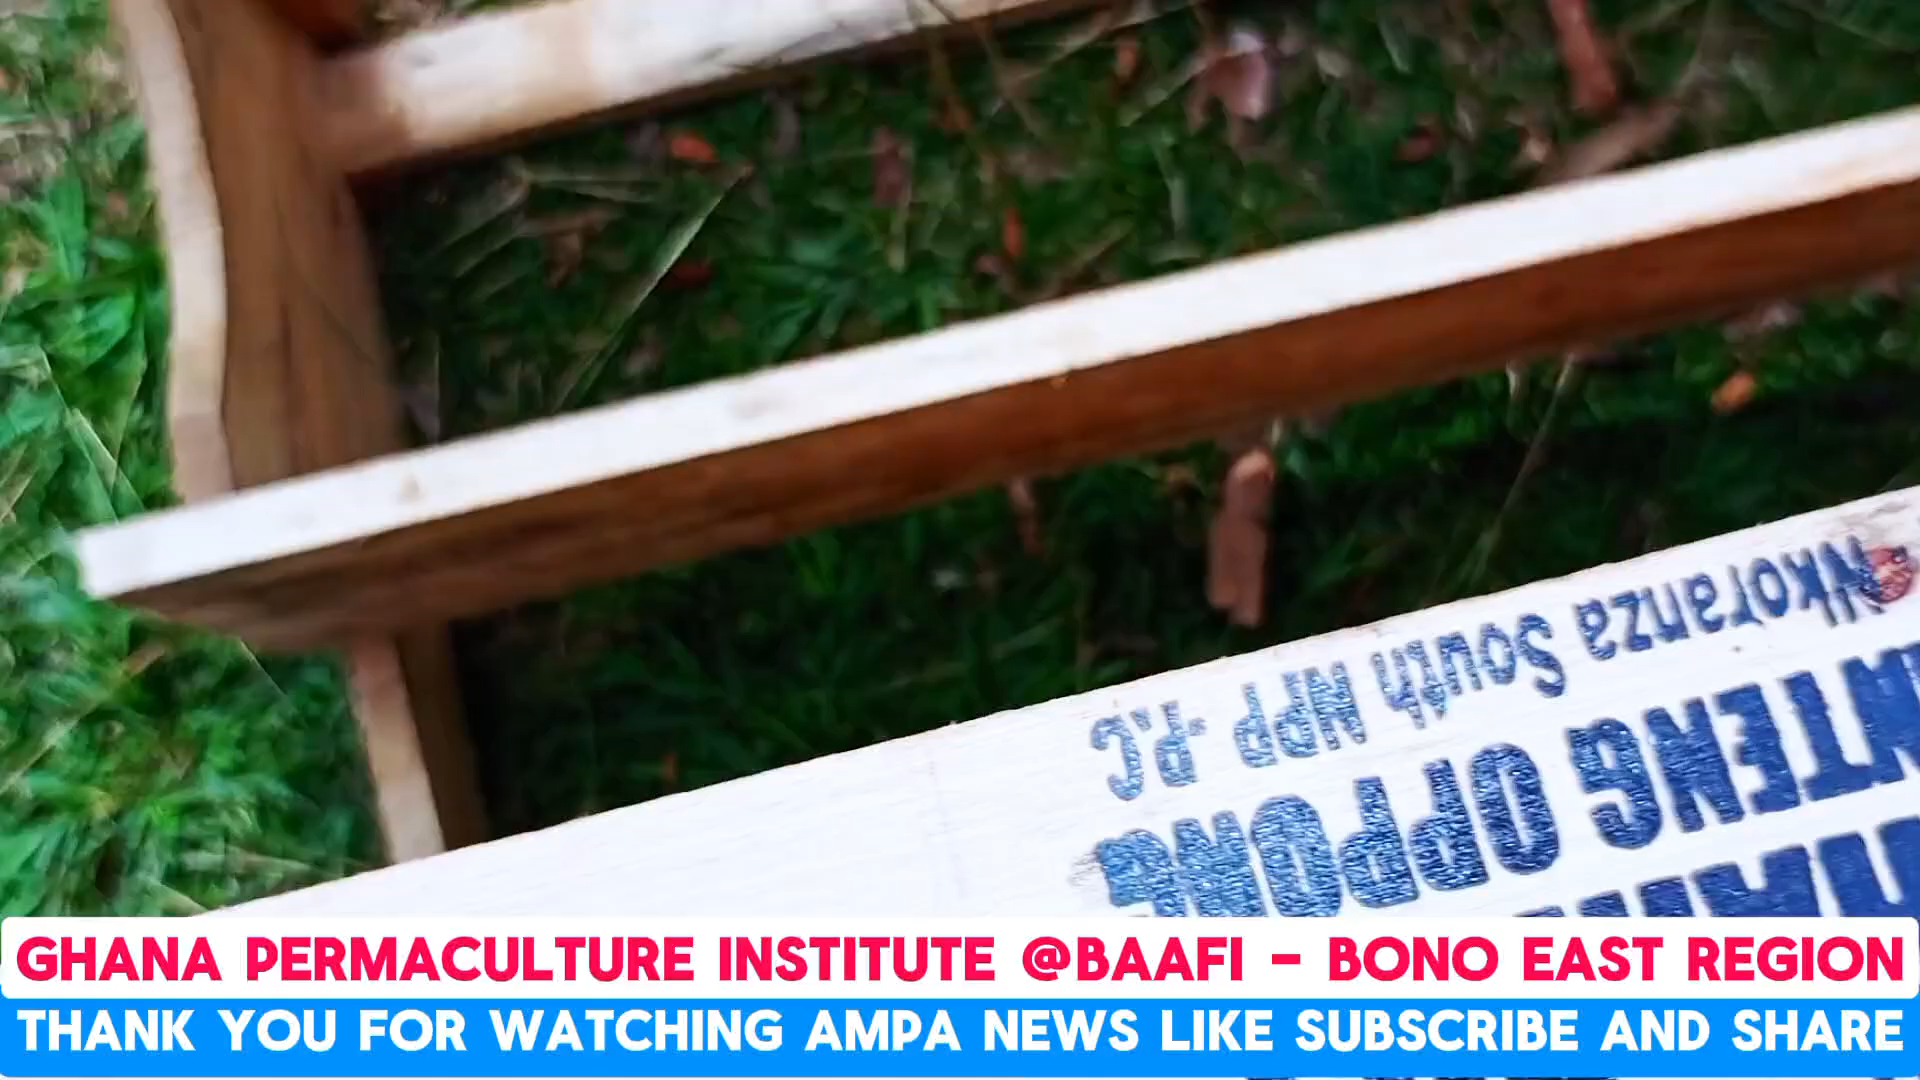 OPPONG
Nkoranza South NPP -P.C
GHANA PERMACULTURE INSTITUTE @BAAFI - BONO EAST REGION
THANK YOU FOR WATCHING AMPA NEWS LIKE SUBSCRIBE AND SHARE